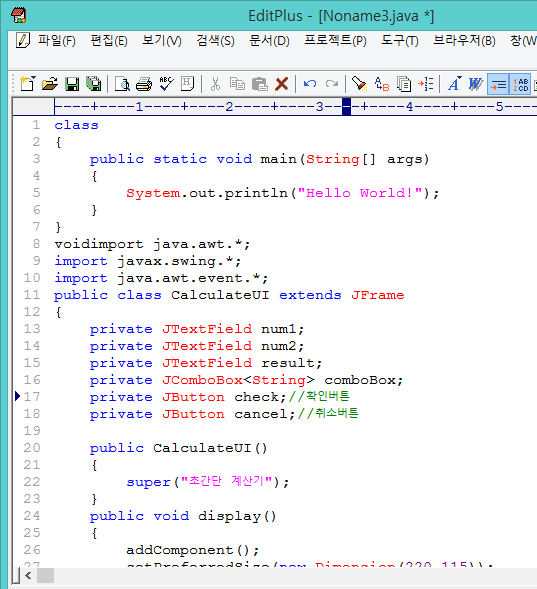 EditPlus - [Noname3.java *]
파일(F) 편집(E) 보기(V) 검색(S) 문서(D) 프로젝트(P) 도구(T) 브라우저(B) 창(W
----+----1----+----2----+----3----+----4----+----5----
1 class
2 {
3     public static void main(String[] args)
4     {
5         System.out.println("Hello World!");
6     }
7 }
8 voidimport java.awt.*;
9 import javax.swing.*;
10 import java.awt.event.*;
11 public class CalculateUI extends JFrame
12 {
13     private JTextField num1;
14     private JTextField num2;
15     private JTextField result;
16     private JComboBox<String> comboBox;
17     private JButton check;//확인버튼
18     private JButton cancel;//취소버튼
19
20     public CalculateUI()
21     {
22         super("초간단 계산기");
23     }
24     public void display()
25     {
26         addComponent();
27         setPreferredSize(new Dimension(220,115));